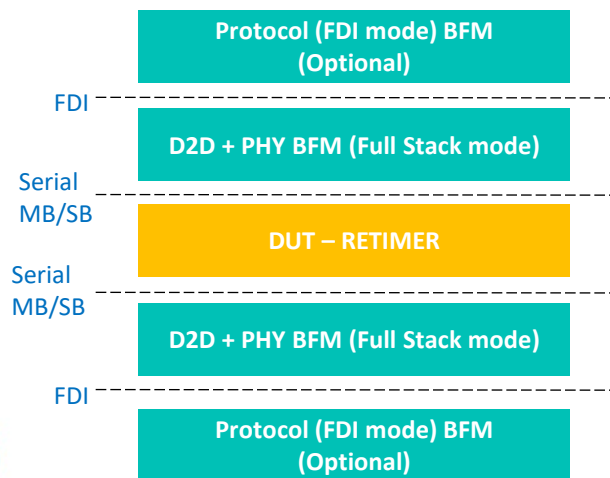 Protocol (FDI mode) BFM
(Optional)
FDI
D2D + PHY BFM (Full Stack mode)
Serial
MB/SB
DUT – RETIMER
Serial
MB/SB
D2D + PHY BFM (Full Stack mode)
FDI
Protocol (FDI mode) BFM
(Optional)